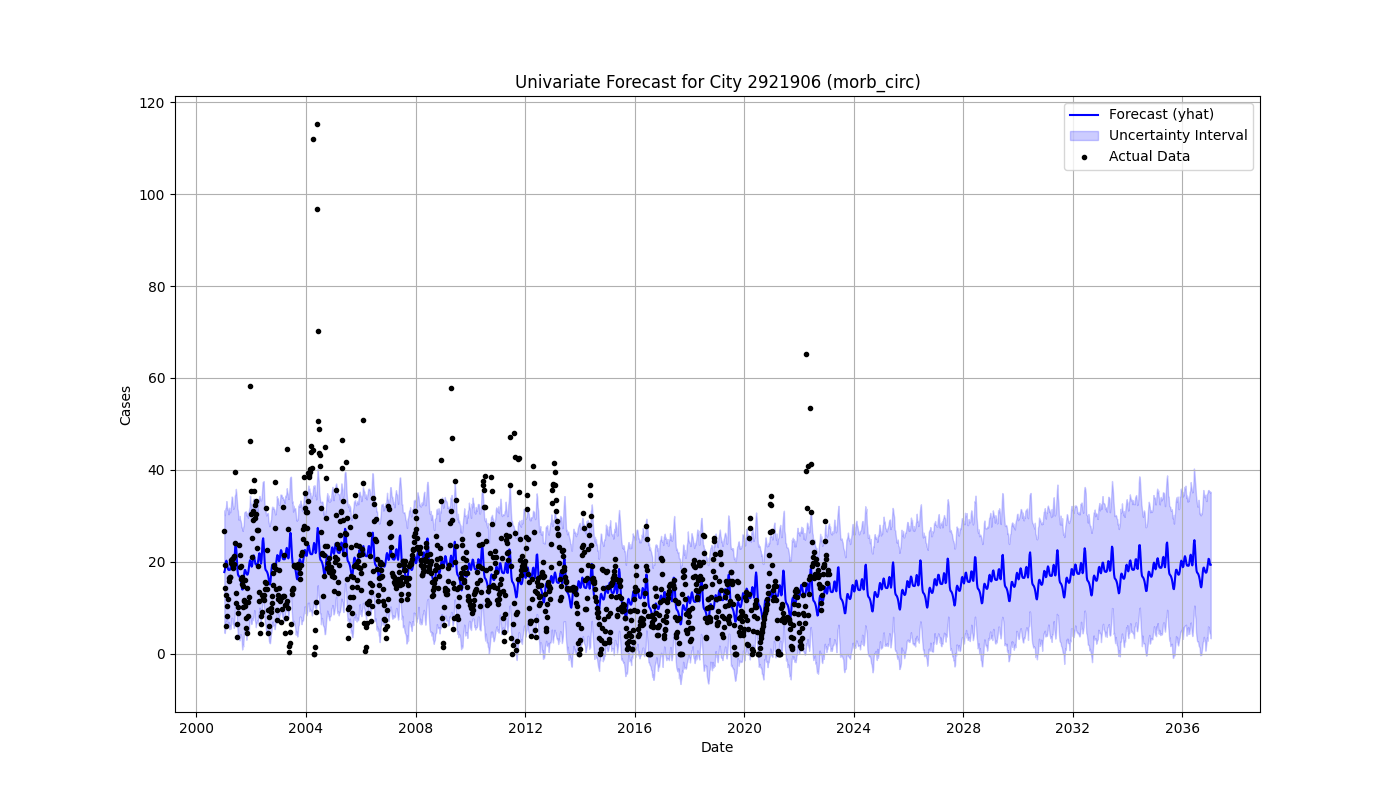 Univariate Forecast for City 2921906 (morb_circ)
Forecast (yhat)
Uncertainty Interval
Actual Data
120
100
80
60
40
20
0
Cases
2000 2004 2008 2012 2016 2020 2024 2028 2032 2036
Date